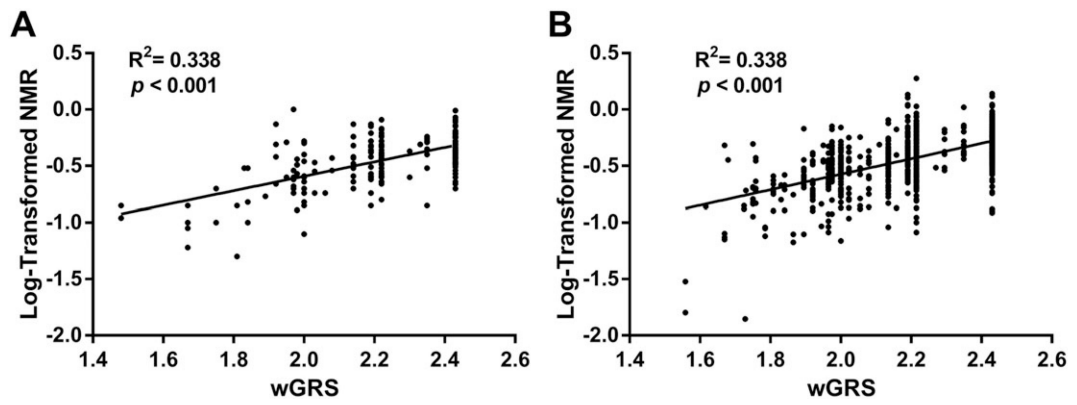 A
R²= 0.338
p < 0.001
Log-Transformed NMR
0.5
0.0
-0.5
-1.0
-1.5
-2.0
1.4 1.6 1.8 2.0 2.2 2.4 2.6
wGRS
B
R²= 0.338
p < 0.001
Log-Transformed NMR
0.5
0.0
-0.5
-1.0
-1.5
-2.0
1.4 1.6 1.8 2.0 2.2 2.4 2.6
wGRS